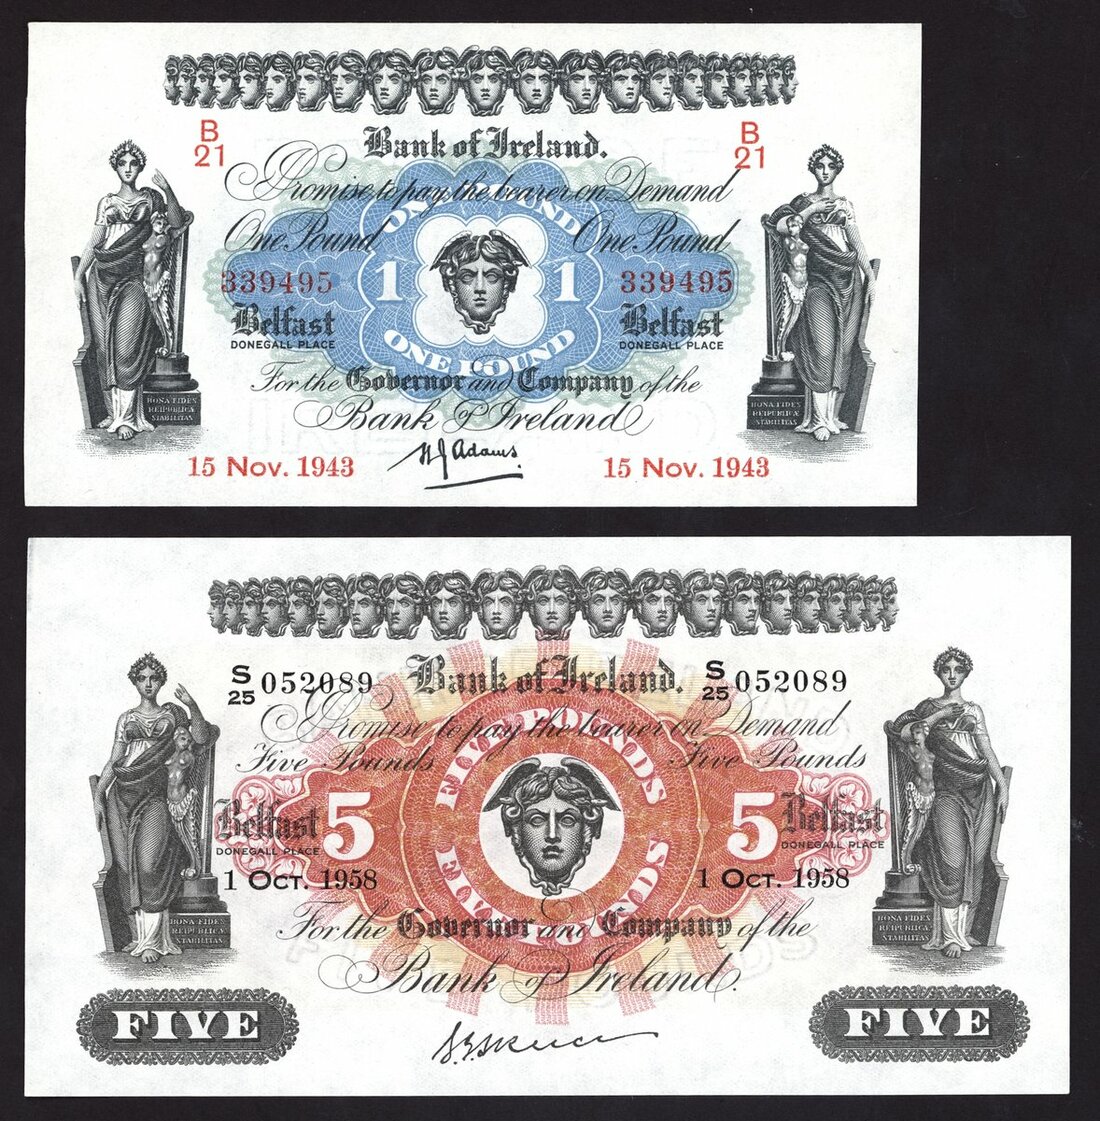 Bank of Ireland.
B
21
B
21
I Promise to pay the bearer on Demand
ONE POUND
One Pound One Pound
339495 1 1 339495
Belfast Belfast
DONEGALL PLACE DONEGALL PLACE
ONE POUND
For the Governor and Company of the
Bank of Ireland
BONA FIDES
REIPUBLICÆ
STABILITAS
BONA FIDES
REIPUBLICÆ
STABILITAS
15 Nov. 1943 15 Nov. 1943
H J Adams.
S
25 052089
Bank of Ireland.
S
25 052089
I Promise to pay the bearer on Demand
FIVE POUNDS
Five Pounds Five Pounds
Belfast 5 5 Belfast
DONEGALL PLACE DONEGALL PLACE
1 Oct. 1958 1 Oct. 1958
FIVE POUNDS
For the Governor and Company of the
Bank of Ireland.
BONA FIDES
REIPUBLICÆ
STABILITAS
BONA FIDES
REIPUBLICÆ
STABILITAS
FIVE FIVE